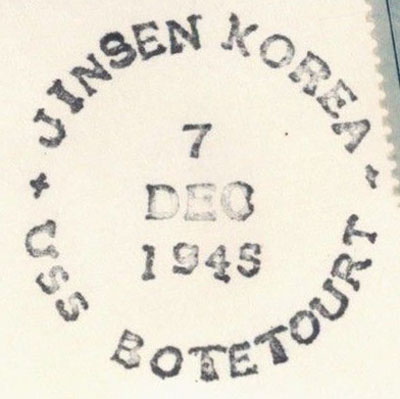 JINSEN KOREA
7
DEC
1945
USS BOTETOURT